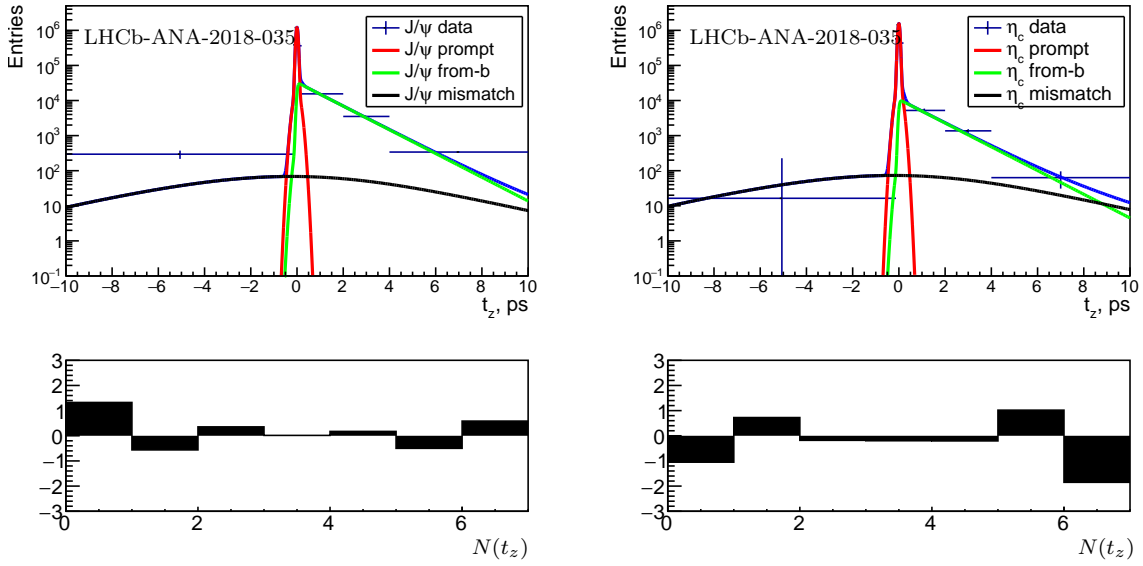 Entries
LHCb-ANA-2018-035
J/ψ data
J/ψ prompt
J/ψ from-b
J/ψ mismatch
10^6
10^5
10^4
10^3
10^2
10
1
10^-1
−10 −8 −6 −4 −2 0 2 4 6 8 10
t_z, ps
3
2
1
0
−1
−2
−3
0 2 4 6
N(t_z)
Entries
LHCb-ANA-2018-035
η_c data
η_c prompt
η_c from-b
η_c mismatch
10^6
10^5
10^4
10^3
10^2
10
1
10^-1
−10 −8 −6 −4 −2 0 2 4 6 8 10
t_z, ps
3
2
1
0
−1
−2
−3
0 2 4 6
N(t_z)